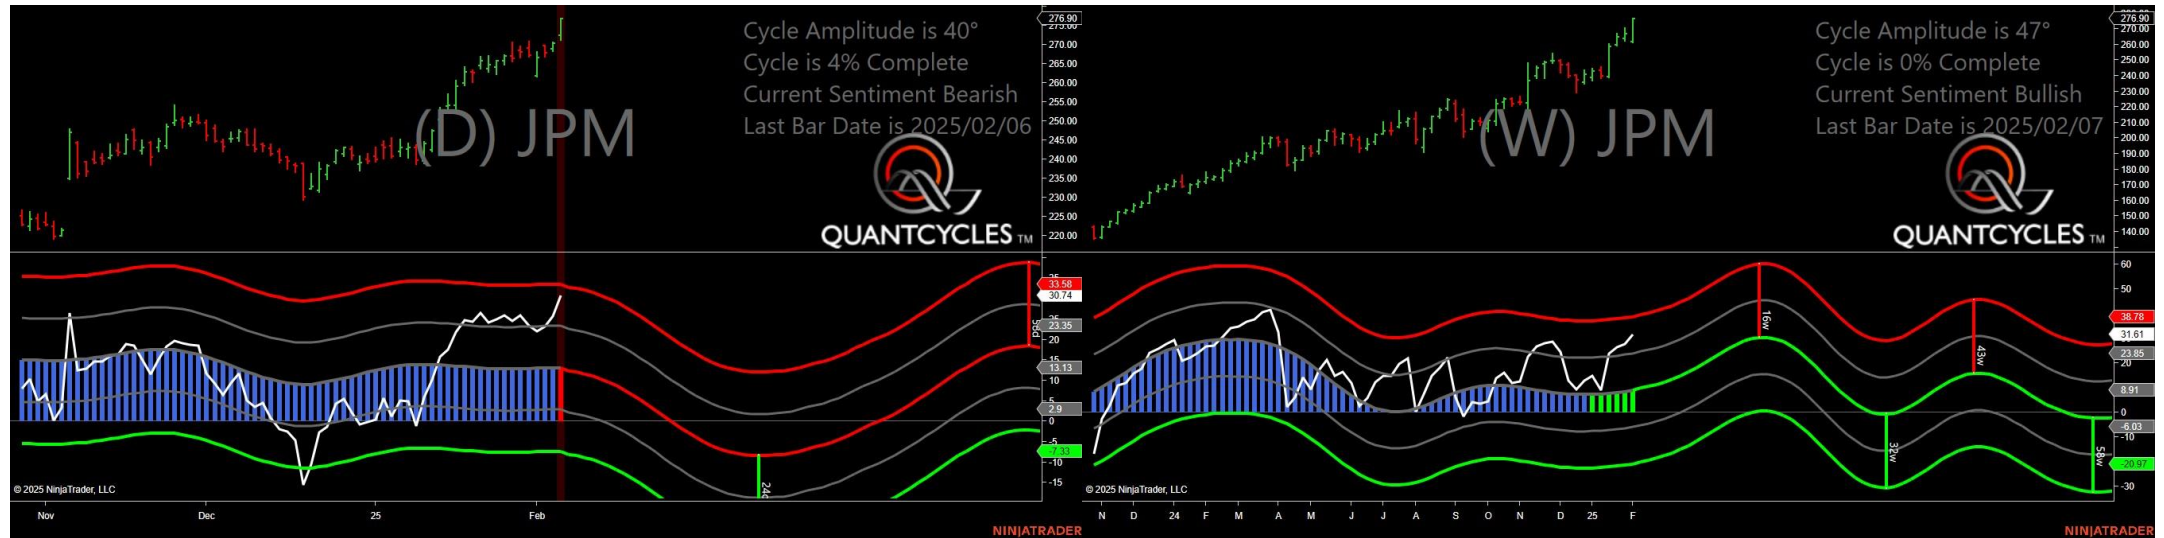 Cycle Amplitude is 40°
Cycle is 4% Complete
Current Sentiment Bearish
Last Bar Date is 2025/02/06
(D) JPM
QUANTCYCLES TM
276.90
275.00
270.00
265.00
260.00
255.00
250.00
245.00
240.00
235.00
230.00
225.00
220.00
33.58
30.74
23.35
20
15
13.13
10
2.9
0
-5
-7.33
-10
-15
© 2025 NinjaTrader, LLC
Nov Dec 25 Feb
NINJATRADER
Cycle Amplitude is 47°
Cycle is 0% Complete
Current Sentiment Bullish
Last Bar Date is 2025/02/07
(W) JPM
QUANTCYCLES TM
276.90
270.00
260.00
250.00
240.00
230.00
220.00
210.00
200.00
190.00
180.00
170.00
160.00
150.00
140.00
16w
43w
32w
58w
60
50
38.78
31.61
23.85
20
8.91
0
-6.03
-10
-20.97
-30
© 2025 NinjaTrader, LLC
N D 24 F M A M J J A S O N D 25 F
NINJATRADER